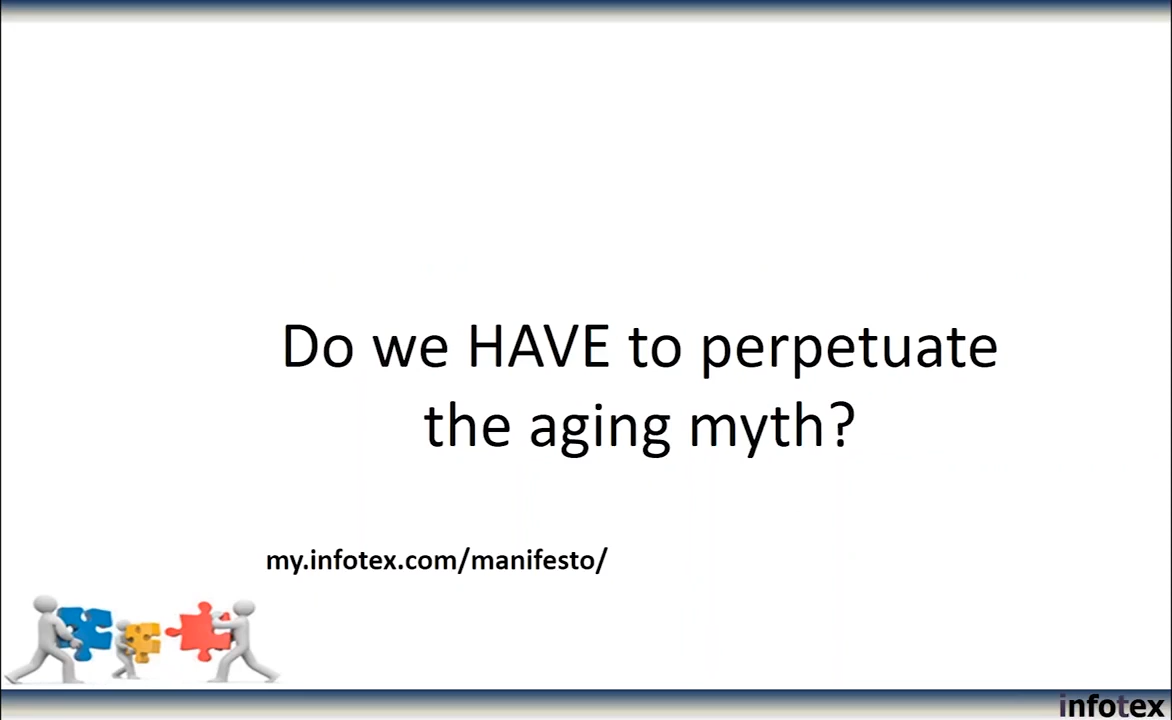 Do we HAVE to perpetuate
the aging myth?
my.infotex.com/manifesto/
infotex